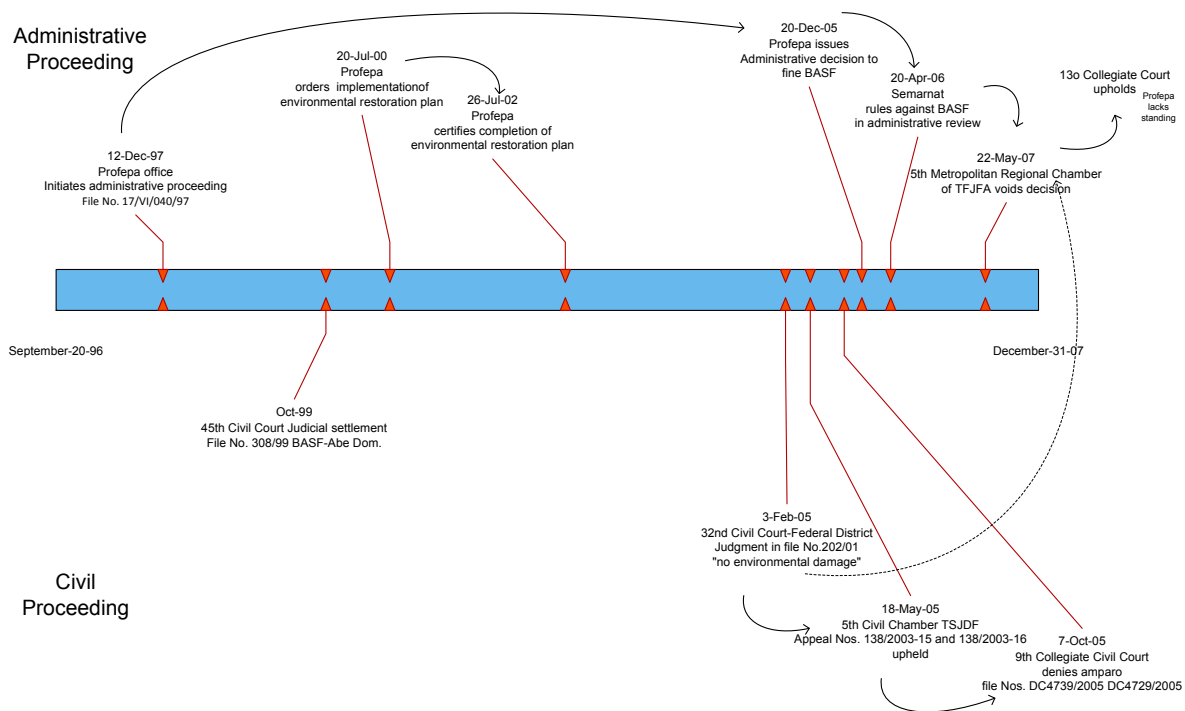 Administrative
Proceeding
20-Jul-00
Profepa
orders implementationof
environmental restoration plan
26-Jul-02
Profepa
certifies completion of
environmental restoration plan
12-Dec-97
Profepa office
Initiates administrative proceeding
File No. 17/VI/040/97
20-Dec-05
Profepa issues
Administrative decision to
fine BASF
20-Apr-06
Semarnat
rules against BASF
in administrative review
13o Collegiate Court
upholds
Profepa
lacks
standing
22-May-07
5th Metropolitan Regional Chamber
of TFJFA voids decision
September-20-96
December-31-07
Oct-99
45th Civil Court Judicial settlement
File No. 308/99 BASF-Abe Dom.
3-Feb-05
32nd Civil Court-Federal District
Judgment in file No.202/01
"no environmental damage"
Civil
Proceeding
18-May-05
5th Civil Chamber TSJDF
Appeal Nos. 138/2003-15 and 138/2003-16
upheld
7-Oct-05
9th Collegiate Civil Court
denies amparo
file Nos. DC4739/2005 DC4729/2005